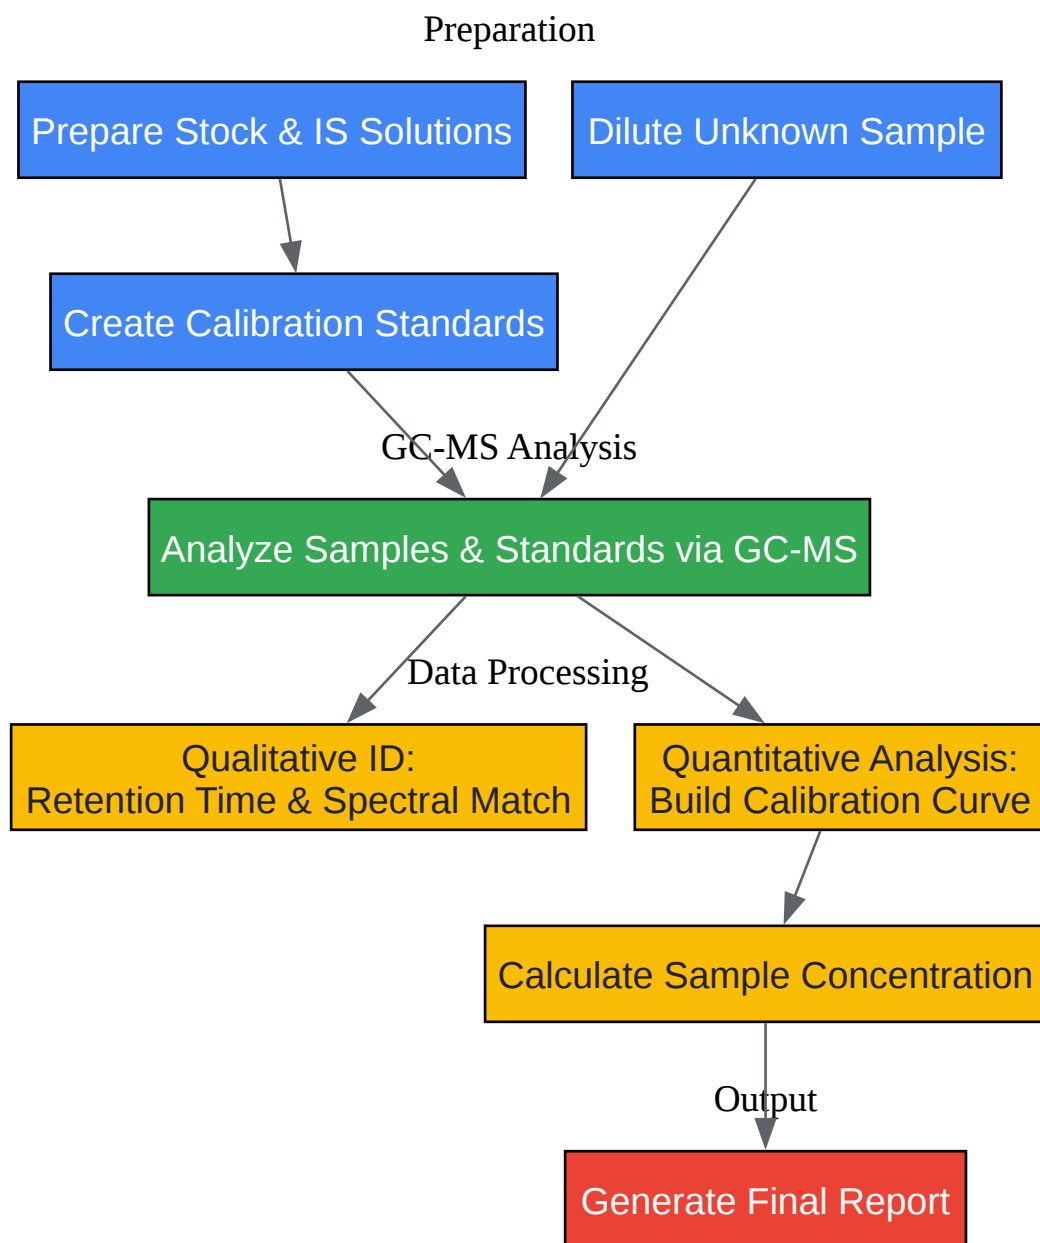 Preparation
Prepare Stock & IS Solutions
Dilute Unknown Sample
Create Calibration Standards
GC-MS Analysis
Analyze Samples & Standards via GC-MS
Data Processing
Qualitative ID:
Retention Time & Spectral Match
Quantitative Analysis:
Build Calibration Curve
Calculate Sample Concentration
Output
Generate Final Report